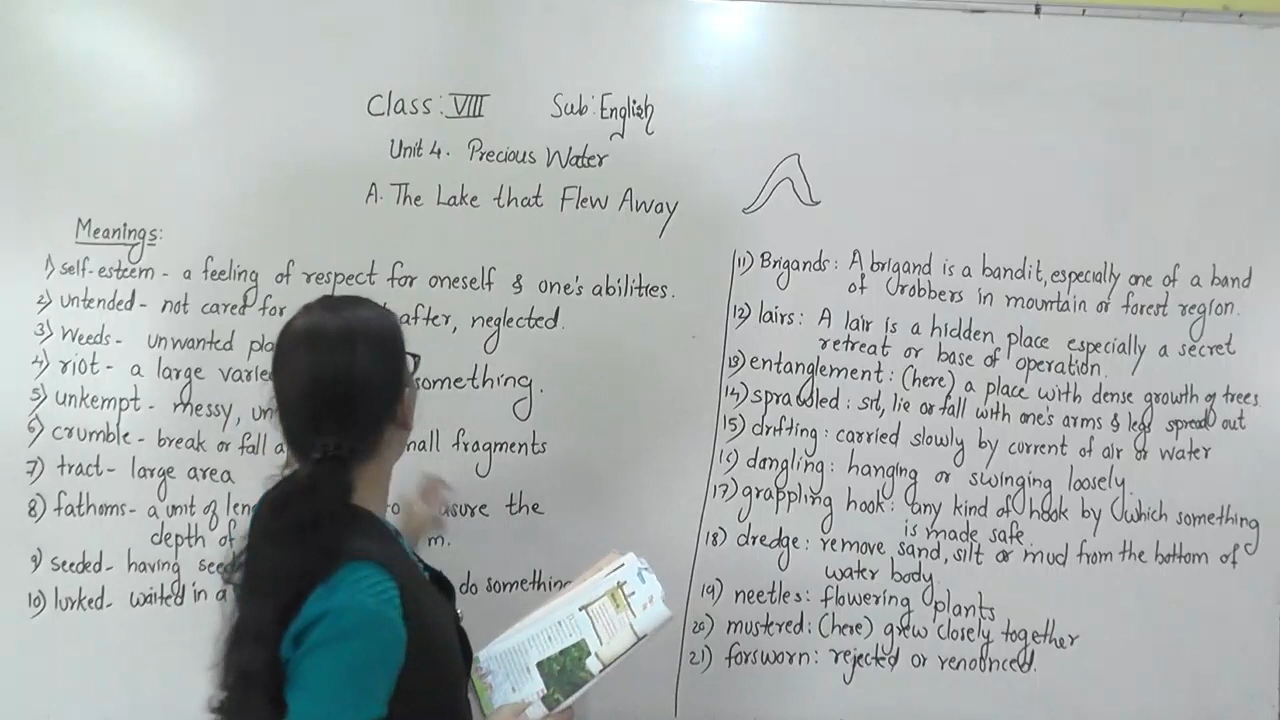 Class: VIII Sub: English
Unit 4. Precious Water
A. The Lake that Flew Away
Meanings:
1) self-esteem - a feeling of respect for oneself & one's abilities.
2) untended - not cared for after, neglected.
3) Weeds - unwanted
4) riot - a large something.
5) unkempt - messy,
6) crumble - break or fall fragments
7) tract - large area
8) fathoms - a unit of the
depth of m.
9) seeded - having
10) lurked - waited in a do
11) Brigands: A brigand is a bandit, especially one of a band
of robbers in mountain or forest region.
12) lairs: A lair is a hidden place especially a secret
retreat or base of operation.
13) entanglement: (here) a place with dense growth of trees
14) sprawled: sit, lie or fall with one's arms & legs spread out
15) drifting: carried slowly by current of air or water
16) dangling: hanging or swinging loosely.
17) grappling hook: any kind of hook by which something
is made safe.
18) dredge: remove sand, silt or mud from the bottom of
water body.
19) neetles: flowering plants
20) mustered: (here) grew closely together
21) forsworn: rejected or renounced.